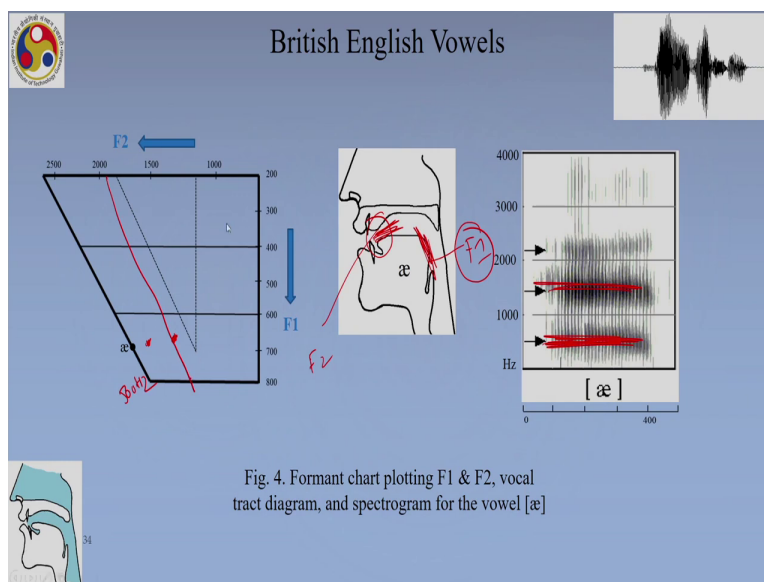 British English Vowels
F2
2500 2000 1500 1000
200
300
400
500
600
700
800
F1
æ
F2
æ
F1
4000
3000
2000
1000
Hz
[ æ ]
0 400
Fig. 4. Formant chart plotting F1 & F2, vocal
tract diagram, and spectrogram for the vowel [æ]
34